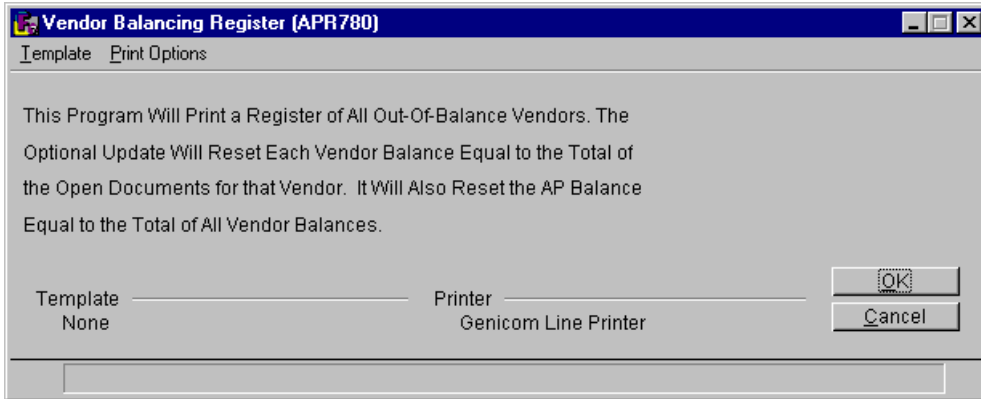 Vendor Balancing Register (APR780)
Template Print Options
This Program Will Print a Register of All Out-Of-Balance Vendors. The
Optional Update Will Reset Each Vendor Balance Equal to the Total of
the Open Documents for that Vendor. It Will Also Reset the AP Balance
Equal to the Total of All Vendor Balances.
OK
Template Printer
None Genicom Line Printer
Cancel